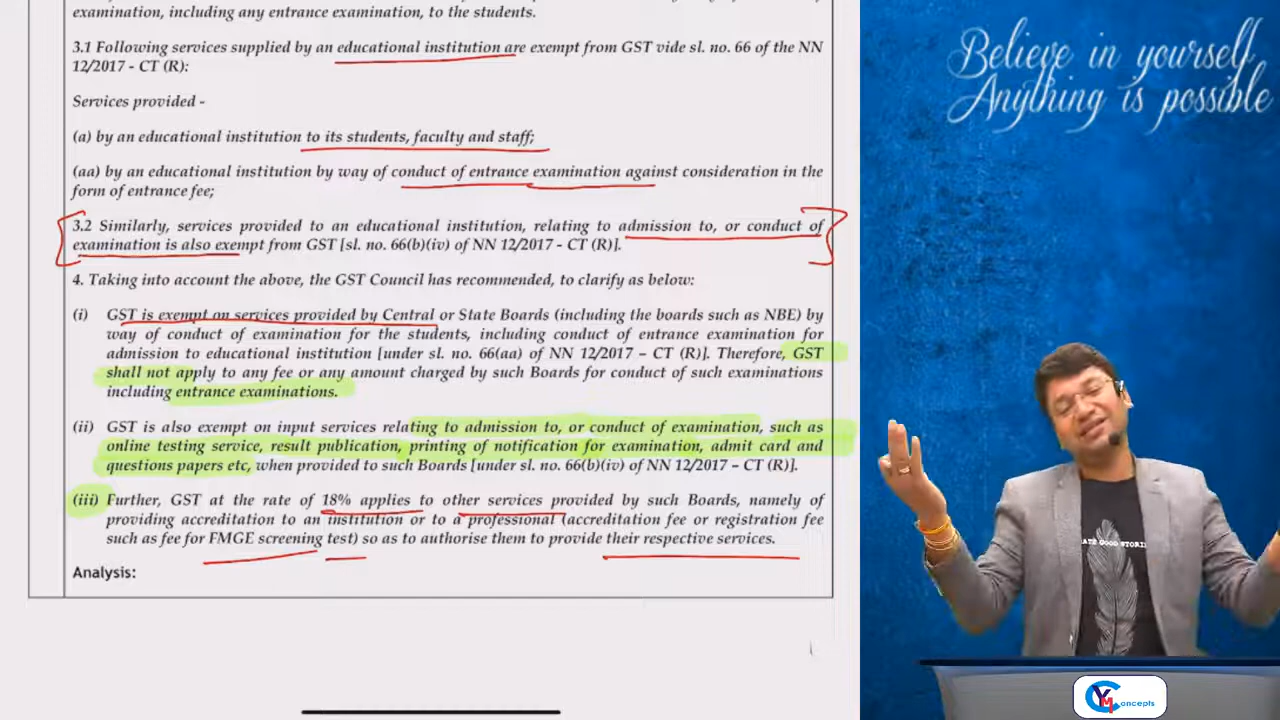 examination, including any entrance examination, to the students.
3.1 Following services supplied by an educational institution are exempt from GST vide sl. no. 66 of the NN
12/2017 - CT (R):
Services provided -
(a) by an educational institution to its students, faculty and staff;
(aa) by an educational institution by way of conduct of entrance examination against consideration in the
form of entrance fee;
3.2 Similarly, services provided to an educational institution, relating to admission to, or conduct of
examination is also exempt from GST [sl. no. 66(b)(iv) of NN 12/2017 - CT (R)].
4. Taking into account the above, the GST Council has recommended, to clarify as below:
(i) GST is exempt on services provided by Central or State Boards (including the boards such as NBE) by
way of conduct of examination for the students, including conduct of entrance examination for
admission to educational institution [under sl. no. 66(aa) of NN 12/2017 – CT (R)]. Therefore, GST
shall not apply to any fee or any amount charged by such Boards for conduct of such examinations
including entrance examinations.
(ii) GST is also exempt on input services relating to admission to, or conduct of examination, such as
online testing service, result publication, printing of notification for examination, admit card and
questions papers etc, when provided to such Boards [under sl. no. 66(b)(iv) of NN 12/2017 – CT (R)].
(iii) Further, GST at the rate of 18% applies to other services provided by such Boards, namely of
providing accreditation to an institution or to a professional (accreditation fee or registration fee
such as fee for FMGE screening test) so as to authorise them to provide their respective services.
Analysis:
Believe in yourself
Anything is possible
GOOD STORI
YM
Concepts